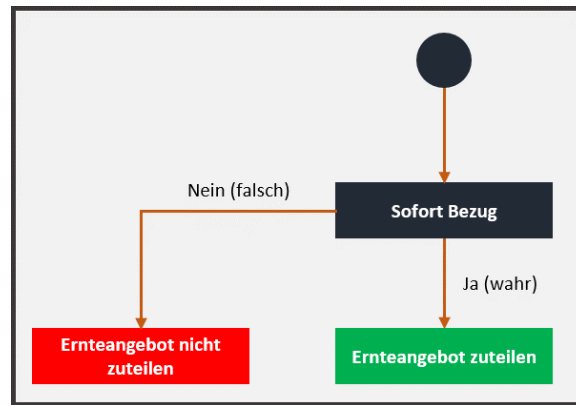 Nein (falsch)
Sofort Bezug
Ja (wahr)
Ernteangebot nicht
zuteilen
Ernteangebot zuteilen